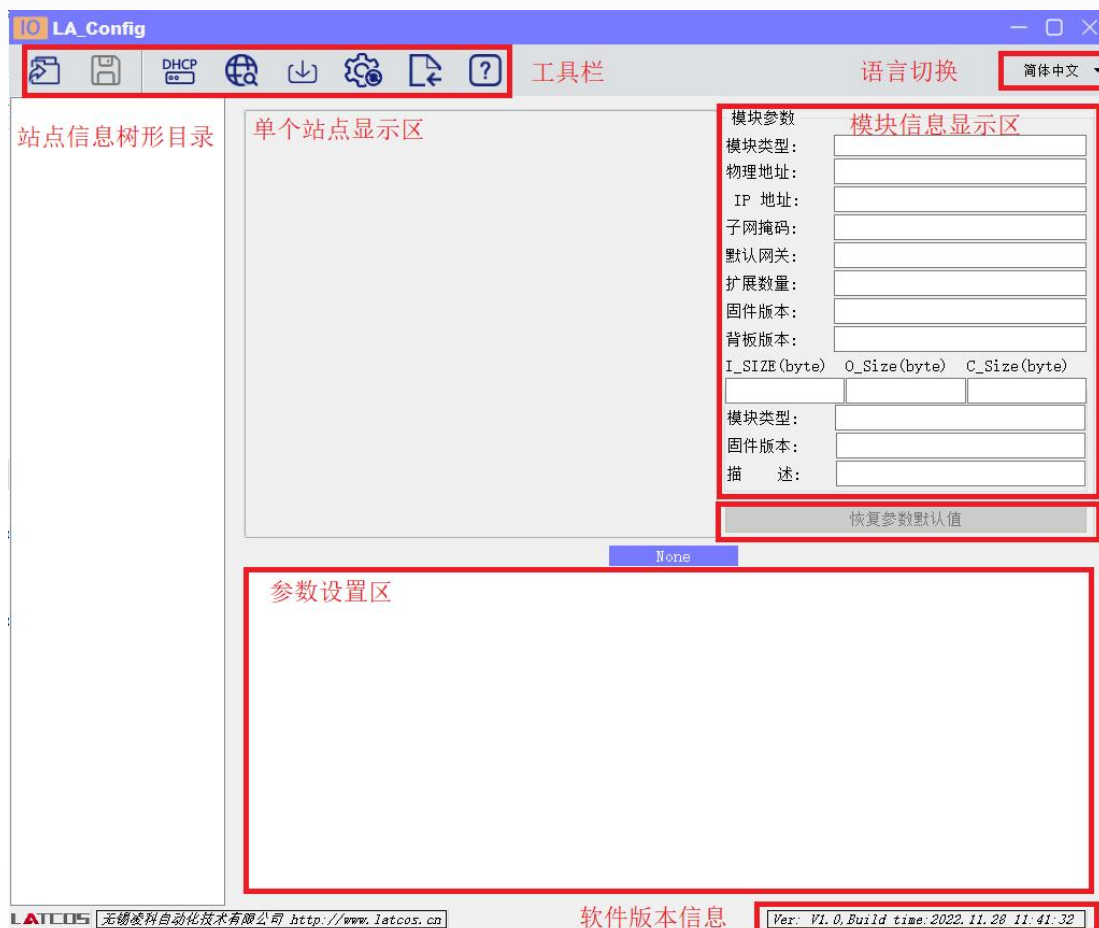 IO LA_Config
DHCP
?
工具栏
语言切换
简体中文
站点信息树形目录
单个站点显示区
模块参数
模块信息显示区
模块类型:
物理地址:
IP 地址:
子网掩码:
默认网关:
扩展数量:
固件版本:
背板版本:
I_SIZE(byte) O_Size(byte) C_Size(byte)
模块类型:
固件版本:
描 述:
恢复参数默认值
None
参数设置区
LATCOS 无锡凌科自动化技术有限公司 http://www.latcos.cn
软件版本信息
Ver: V1.0,Build time:2022.11.28 11:41:32